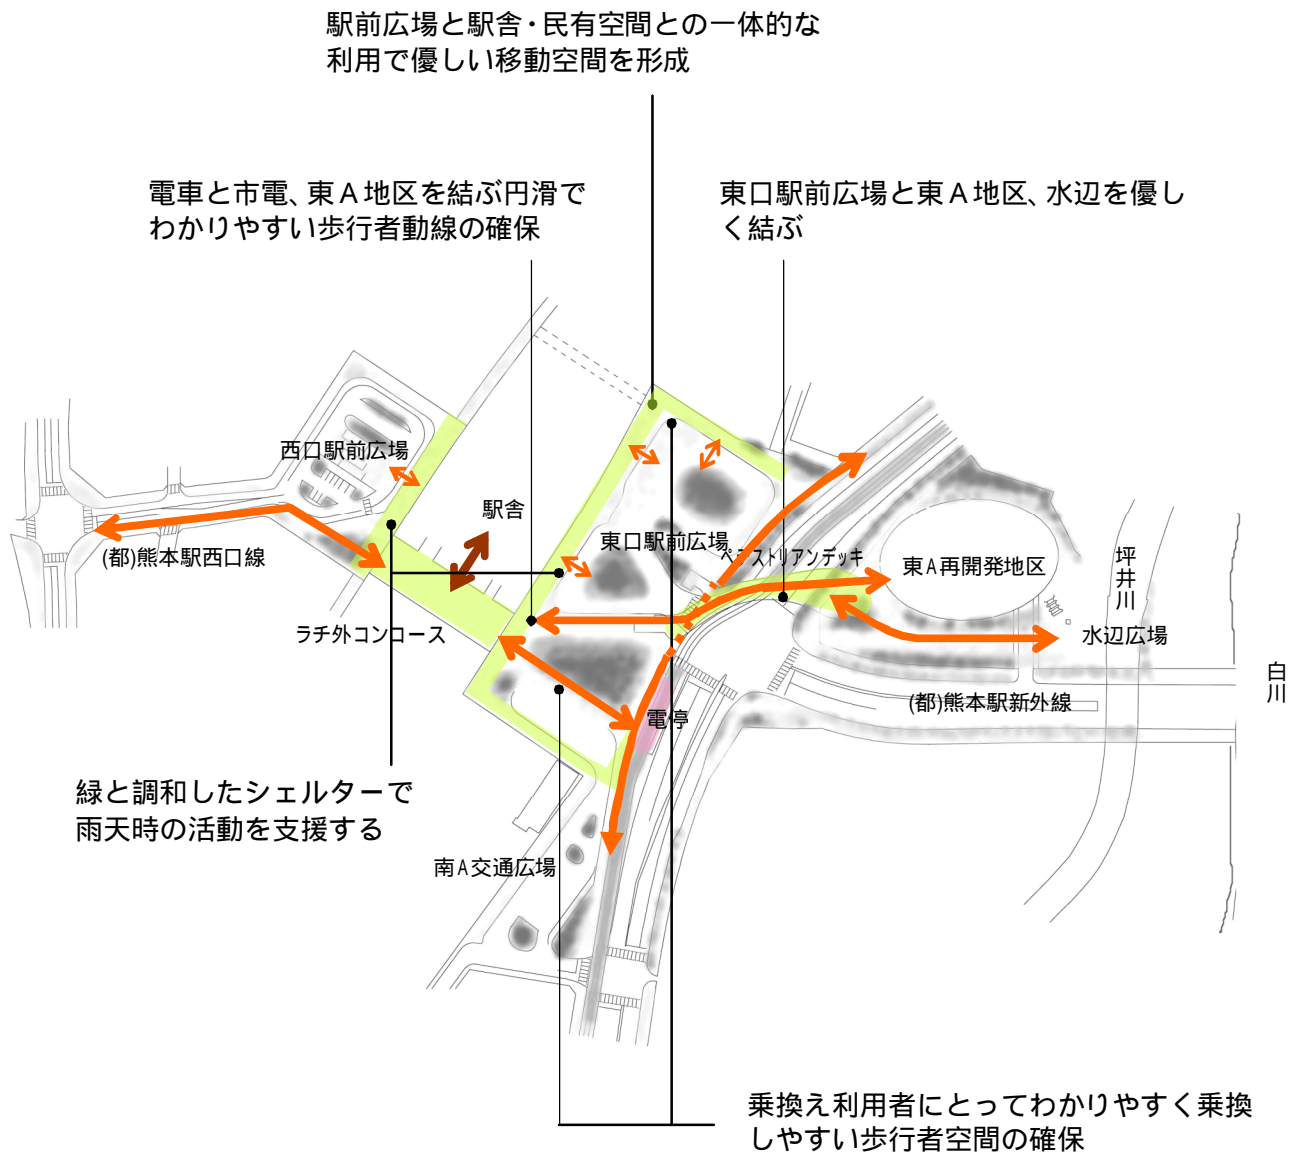 駅前広場と駅舎・民有空間との一体的な
利用で優しい移動空間を形成
電車と市電、東A地区を結ぶ円滑で
わかりやすい歩行者動線の確保
東口駅前広場と東A地区、水辺を優し
く結ぶ
西口駅前広場
駅舎
東口駅前広場
ペデストリアンデッキ
(都)熊本駅西口線
東A再開発地区
坪井川
ラチ外コンコース
水辺広場
白川
(都)熊本駅新外線
電停
緑と調和したシェルターで
雨天時の活動を支援する
南A交通広場
乗換え利用者にとってわかりやすく乗換
しやすい歩行者空間の確保